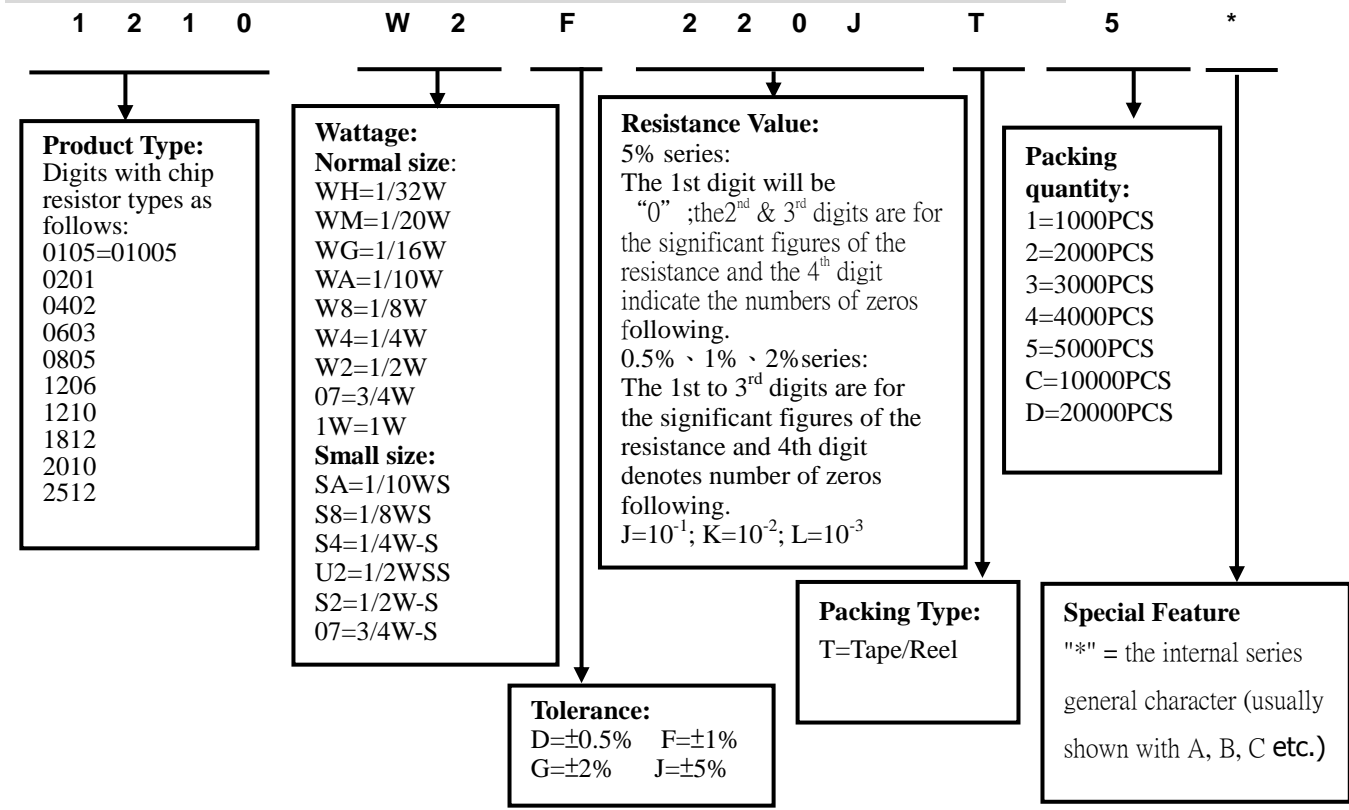 1 2 1 0 W 2 F 2 2 0 J T 5 *
Product Type:
Digits with chip
resistor types as
follows:
0105=01005
0201
0402
0603
0805
1206
1210
1812
2010
2512
Wattage:
Normal size:
WH=1/32W
WM=1/20W
WG=1/16W
WA=1/10W
W8=1/8W
W4=1/4W
W2=1/2W
07=3/4W
1W=1W
Small size:
SA=1/10WS
S8=1/8WS
S4=1/4W-S
U2=1/2WSS
S2=1/2W-S
07=3/4W-S
Tolerance:
D=±0.5% F=±1%
G=±2% J=±5%
Resistance Value:
5% series:
The 1st digit will be
“0” ;the2nd & 3rd digits are for
the significant figures of the
resistance and the 4th digit
indicate the numbers of zeros
following.
0.5%、1%、2%series:
The 1st to 3rd digits are for
the significant figures of the
resistance and 4th digit
denotes number of zeros
following.
J=10-1; K=10-2; L=10-3
Packing Type:
T=Tape/Reel
Packing
quantity:
1=1000PCS
2=2000PCS
3=3000PCS
4=4000PCS
5=5000PCS
C=10000PCS
D=20000PCS
Special Feature
"*" = the internal series
general character (usually
shown with A, B, C etc.)